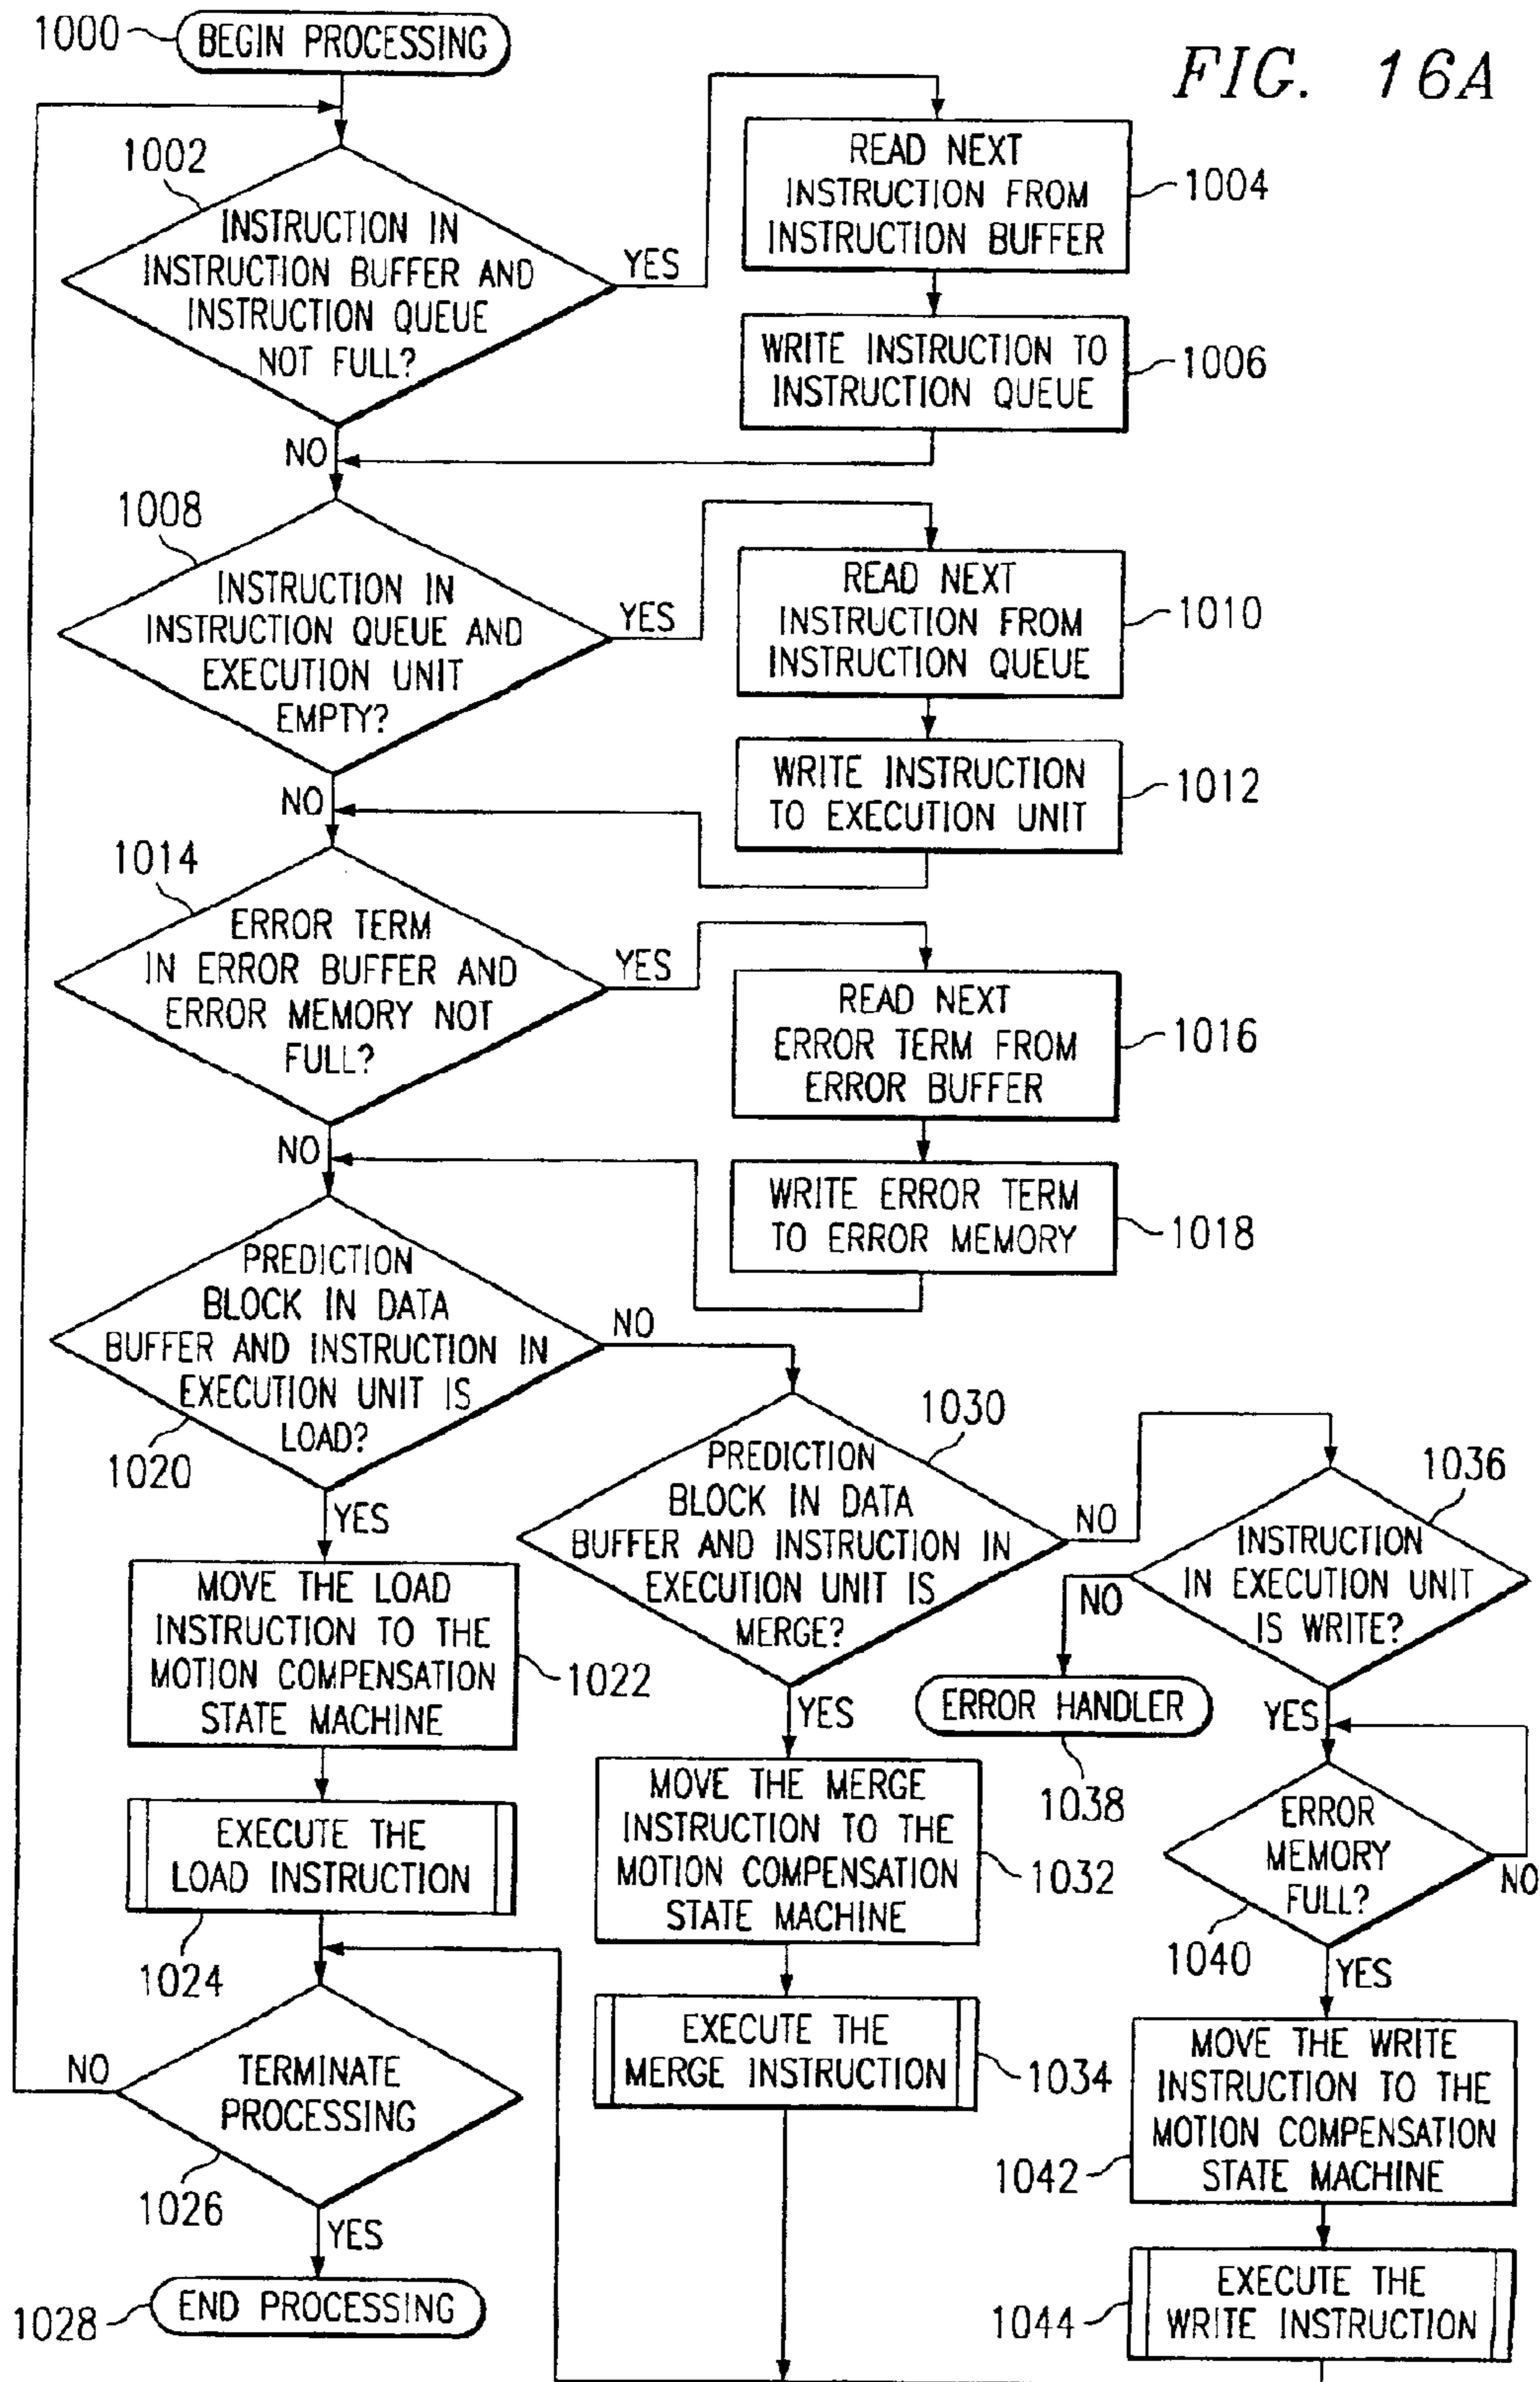 FIG. 16A
1000
BEGIN PROCESSING
1002
INSTRUCTION IN
INSTRUCTION BUFFER AND
INSTRUCTION QUEUE
NOT FULL?
YES
NO
READ NEXT
INSTRUCTION FROM
INSTRUCTION BUFFER
1004
WRITE INSTRUCTION TO
INSTRUCTION QUEUE
1006
1008
INSTRUCTION IN
INSTRUCTION QUEUE AND
EXECUTION UNIT
EMPTY?
YES
NO
READ NEXT
INSTRUCTION FROM
INSTRUCTION QUEUE
1010
WRITE INSTRUCTION
TO EXECUTION UNIT
1012
1014
ERROR TERM
IN ERROR BUFFER AND
ERROR MEMORY NOT
FULL?
YES
NO
READ NEXT
ERROR TERM FROM
ERROR BUFFER
1016
WRITE ERROR TERM
TO ERROR MEMORY
1018
PREDICTION
BLOCK IN DATA
BUFFER AND INSTRUCTION IN
EXECUTION UNIT IS
LOAD?
1020
NO
YES
MOVE THE LOAD
INSTRUCTION TO THE
MOTION COMPENSATION
STATE MACHINE
1022
EXECUTE THE
LOAD INSTRUCTION
1024
TERMINATE
PROCESSING
NO
1026
YES
END PROCESSING
1028
1030
PREDICTION
BLOCK IN DATA
BUFFER AND INSTRUCTION IN
EXECUTION UNIT IS
MERGE?
NO
YES
MOVE THE MERGE
INSTRUCTION TO THE
MOTION COMPENSATION
STATE MACHINE
1032
EXECUTE THE
MERGE INSTRUCTION
1034
1036
INSTRUCTION
IN EXECUTION UNIT
IS WRITE?
NO
ERROR HANDLER
1038
YES
ERROR
MEMORY
FULL?
NO
1040
YES
MOVE THE WRITE
INSTRUCTION TO THE
MOTION COMPENSATION
STATE MACHINE
1042
EXECUTE THE
WRITE INSTRUCTION
1044